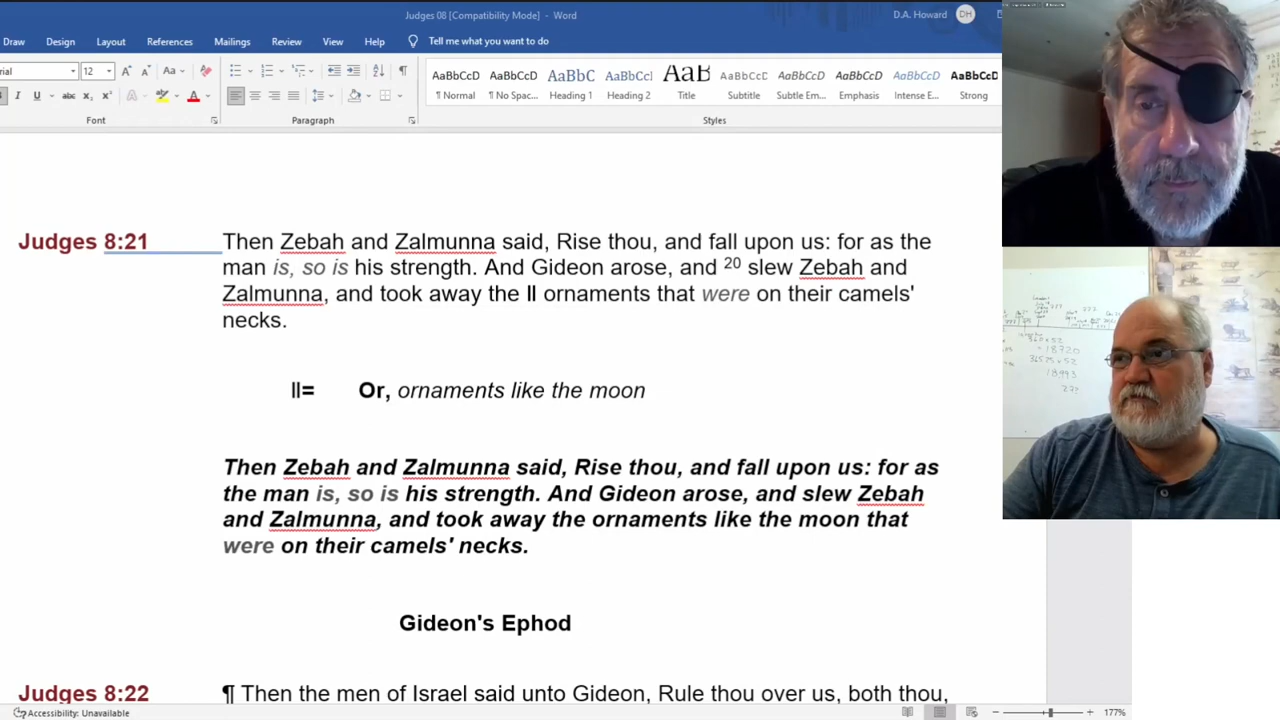 Judges 08 [Compatibility Mode] - Word
D.A. Howard DH
Draw Design Layout References Mailings Review View Help Tell me what you want to do
12 Aa
I U abc x₂ x² A A
AaBbCcD AaBbCcD AaBbC AaBbCcI AaB AaBbCcD AaBbCcD AaBbCcD AaBbCcD AaBbCcD
¶ Normal ¶ No Spac... Heading 1 Heading 2 Title Subtitle Subtle Em... Emphasis Intense E... Strong
Font Paragraph Styles
Judges 8:21 Then Zebah and Zalmunna said, Rise thou, and fall upon us: for as the
man is, so is his strength. And Gideon arose, and 20 slew Zebah and
Zalmunna, and took away the ǁ ornaments that were on their camels'
necks.
ǁ= Or, ornaments like the moon
Then Zebah and Zalmunna said, Rise thou, and fall upon us: for as
the man is, so is his strength. And Gideon arose, and slew Zebah
and Zalmunna, and took away the ornaments like the moon that
were on their camels' necks.
Gideon's Ephod
Judges 8:22 ¶ Then the men of Israel said unto Gideon, Rule thou over us, both thou,
Accessibility: Unavailable
177%
18720